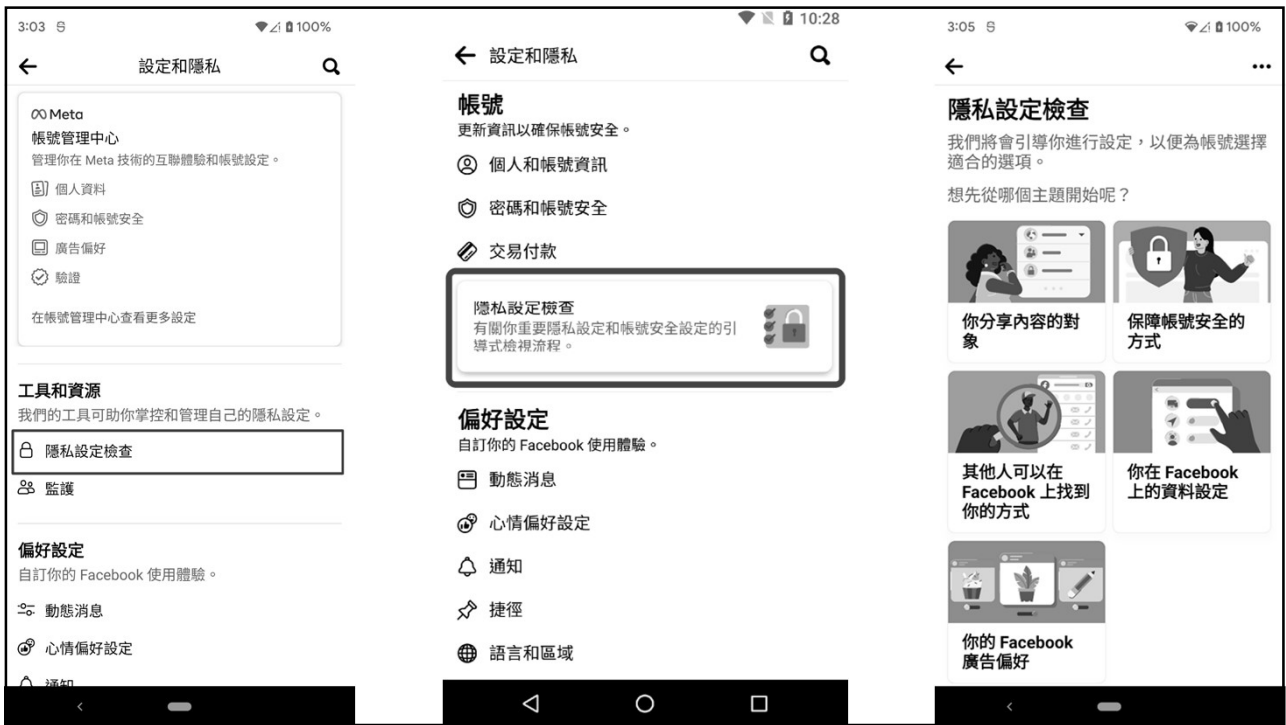 3:03
100%
設定和隱私
Meta
帳號管理中心
管理你在 Meta 技術的互聯體驗和帳號設定。
個人資料
密碼和帳號安全
廣告偏好
驗證
在帳號管理中心查看更多設定
工具和資源
我們的工具可助你掌控和管理自己的隱私設定。
隱私設定檢查
監護
偏好設定
自訂你的 Facebook 使用體驗。
動態消息
心情偏好設定
通知
10:28
設定和隱私
帳號
更新資訊以確保帳號安全。
個人和帳號資訊
密碼和帳號安全
交易付款
隱私設定檢查
有關你重要隱私設定和帳號安全設定的引
導式檢視流程。
偏好設定
自訂你的 Facebook 使用體驗。
動態消息
心情偏好設定
通知
捷徑
語言和區域
3:05
100%
隱私設定檢查
我們將會引導你進行設定，以便為帳號選擇
適合的選項。
想先從哪個主題開始呢？
你分享內容的對
象
保障帳號安全的
方式
其他人可以在
Facebook 上找到
你的方式
你在 Facebook
上的資料設定
你的 Facebook
廣告偏好